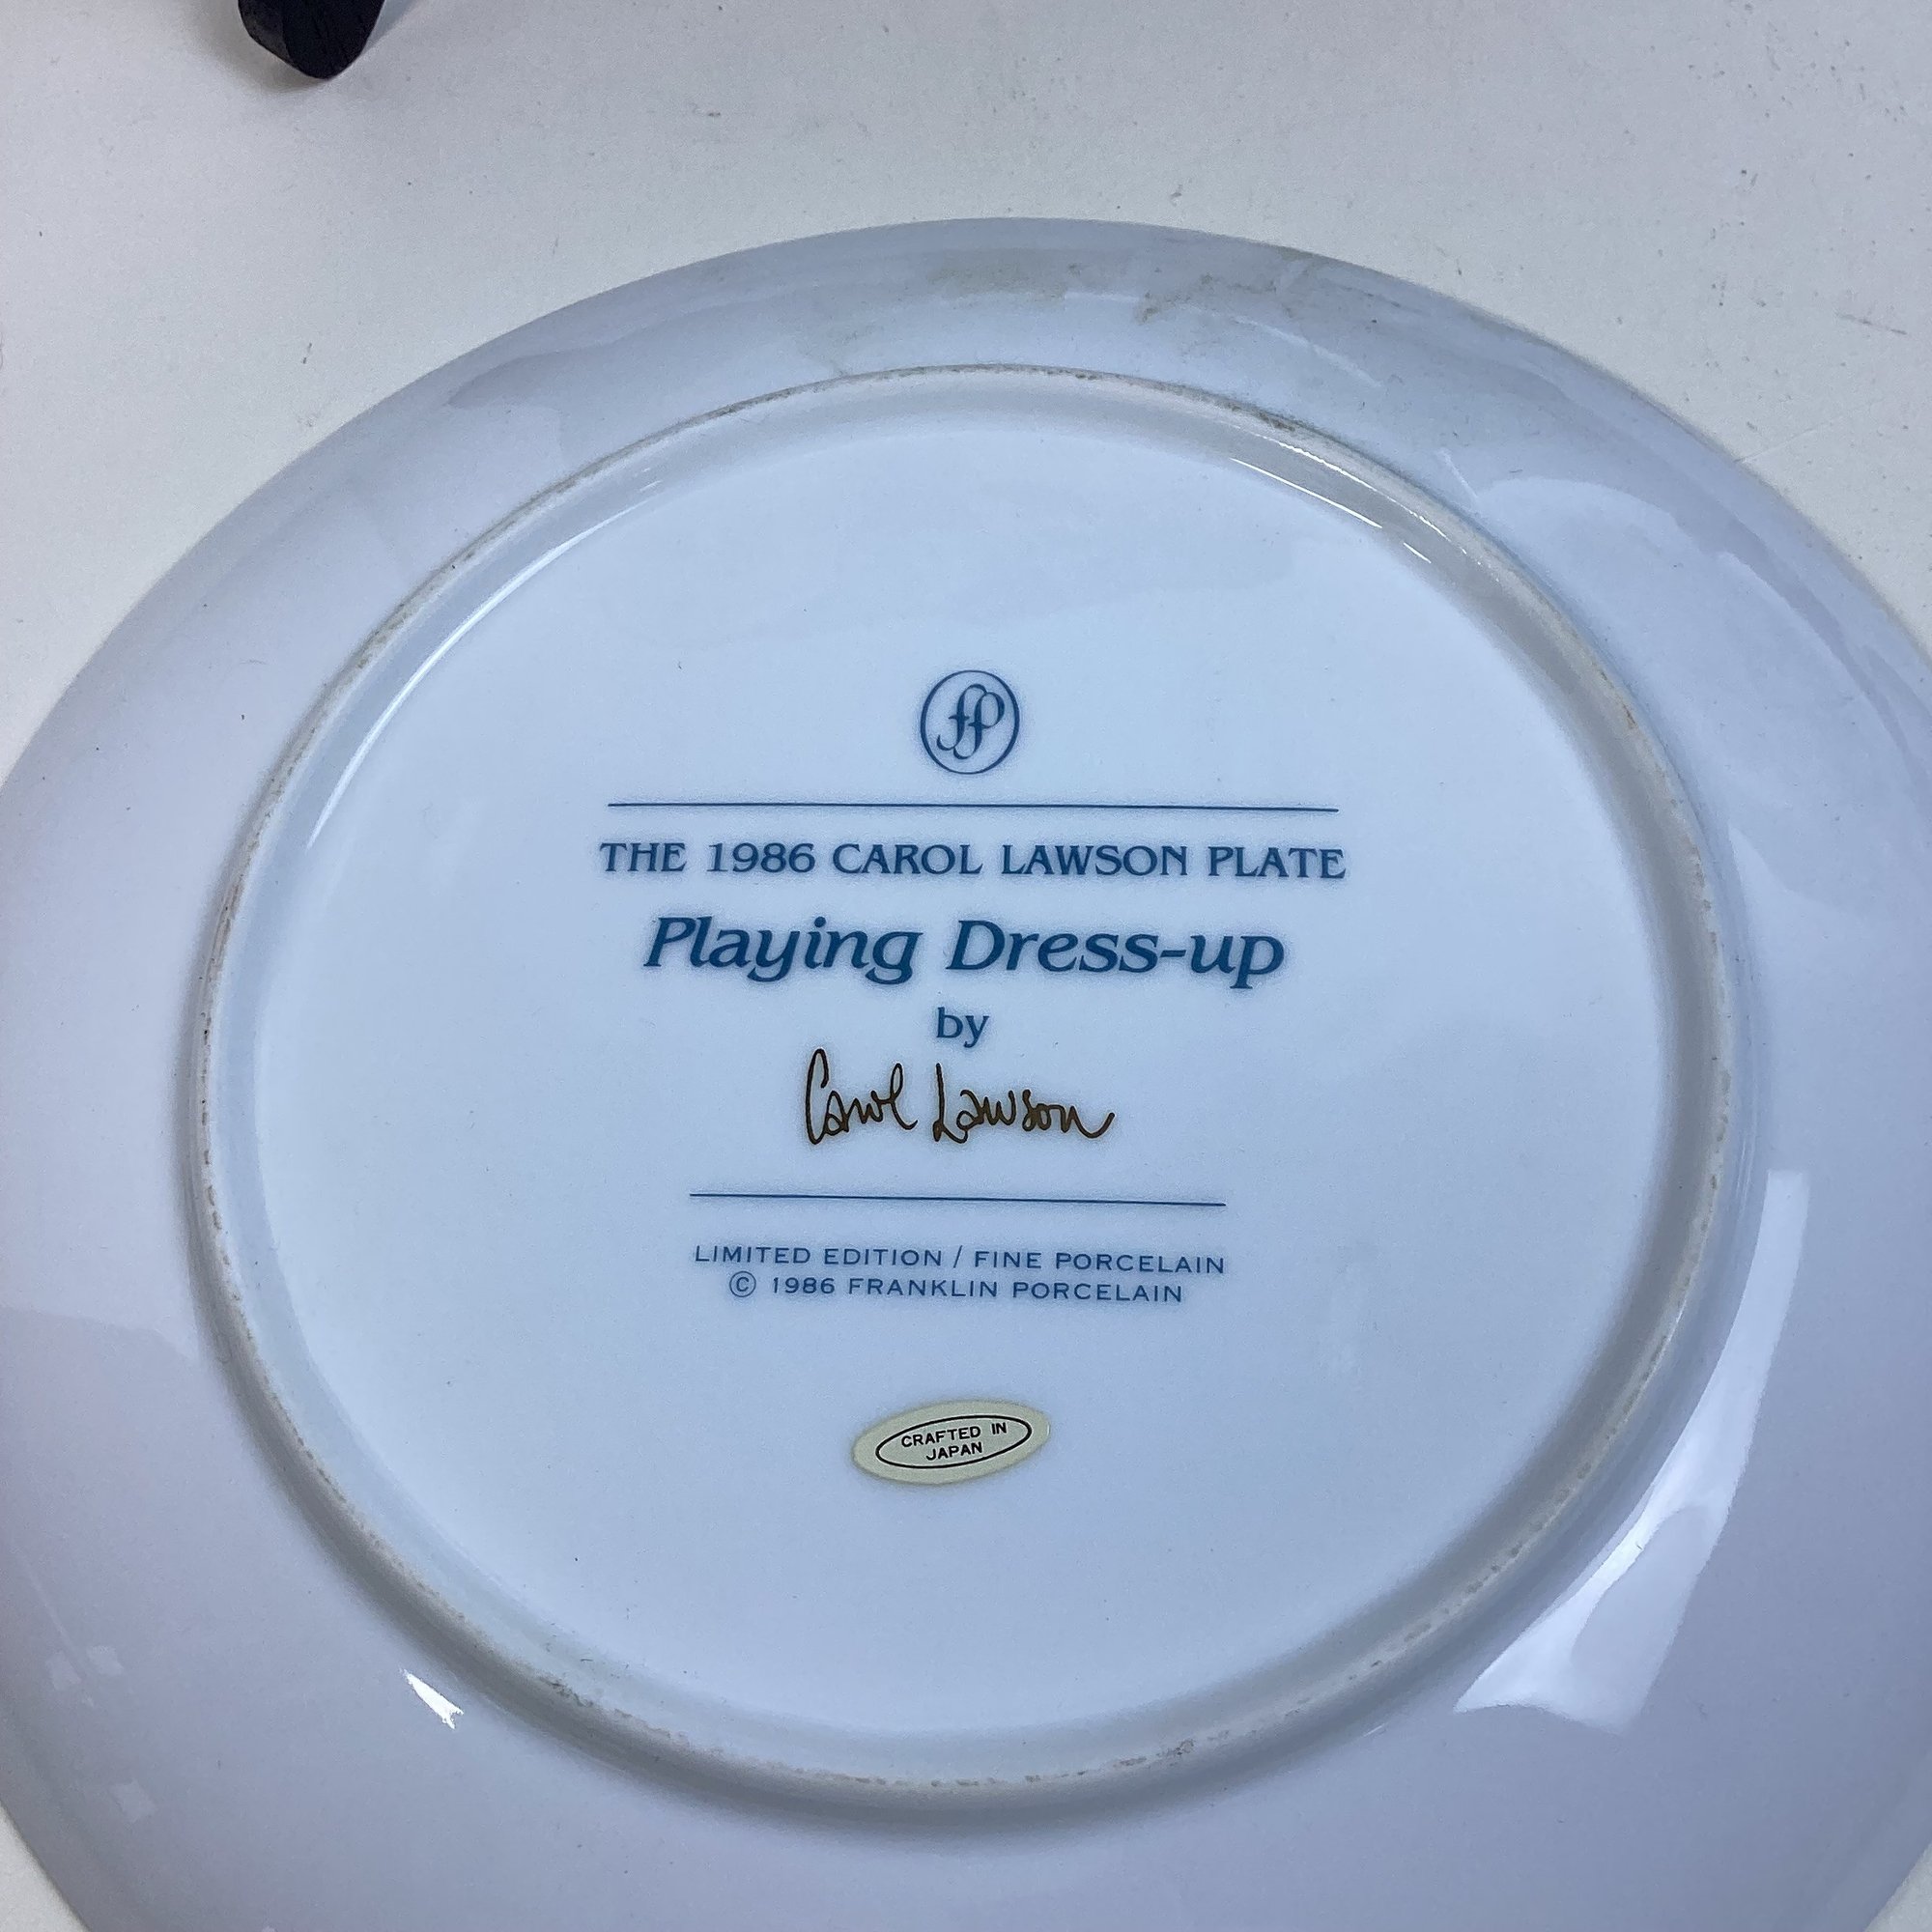 fP
THE 1986 CAROL LAWSON PLATE
Playing Dress-up
by
Carol Lawson
LIMITED EDITION / FINE PORCELAIN
© 1986 FRANKLIN PORCELAIN
CRAFTED IN
JAPAN